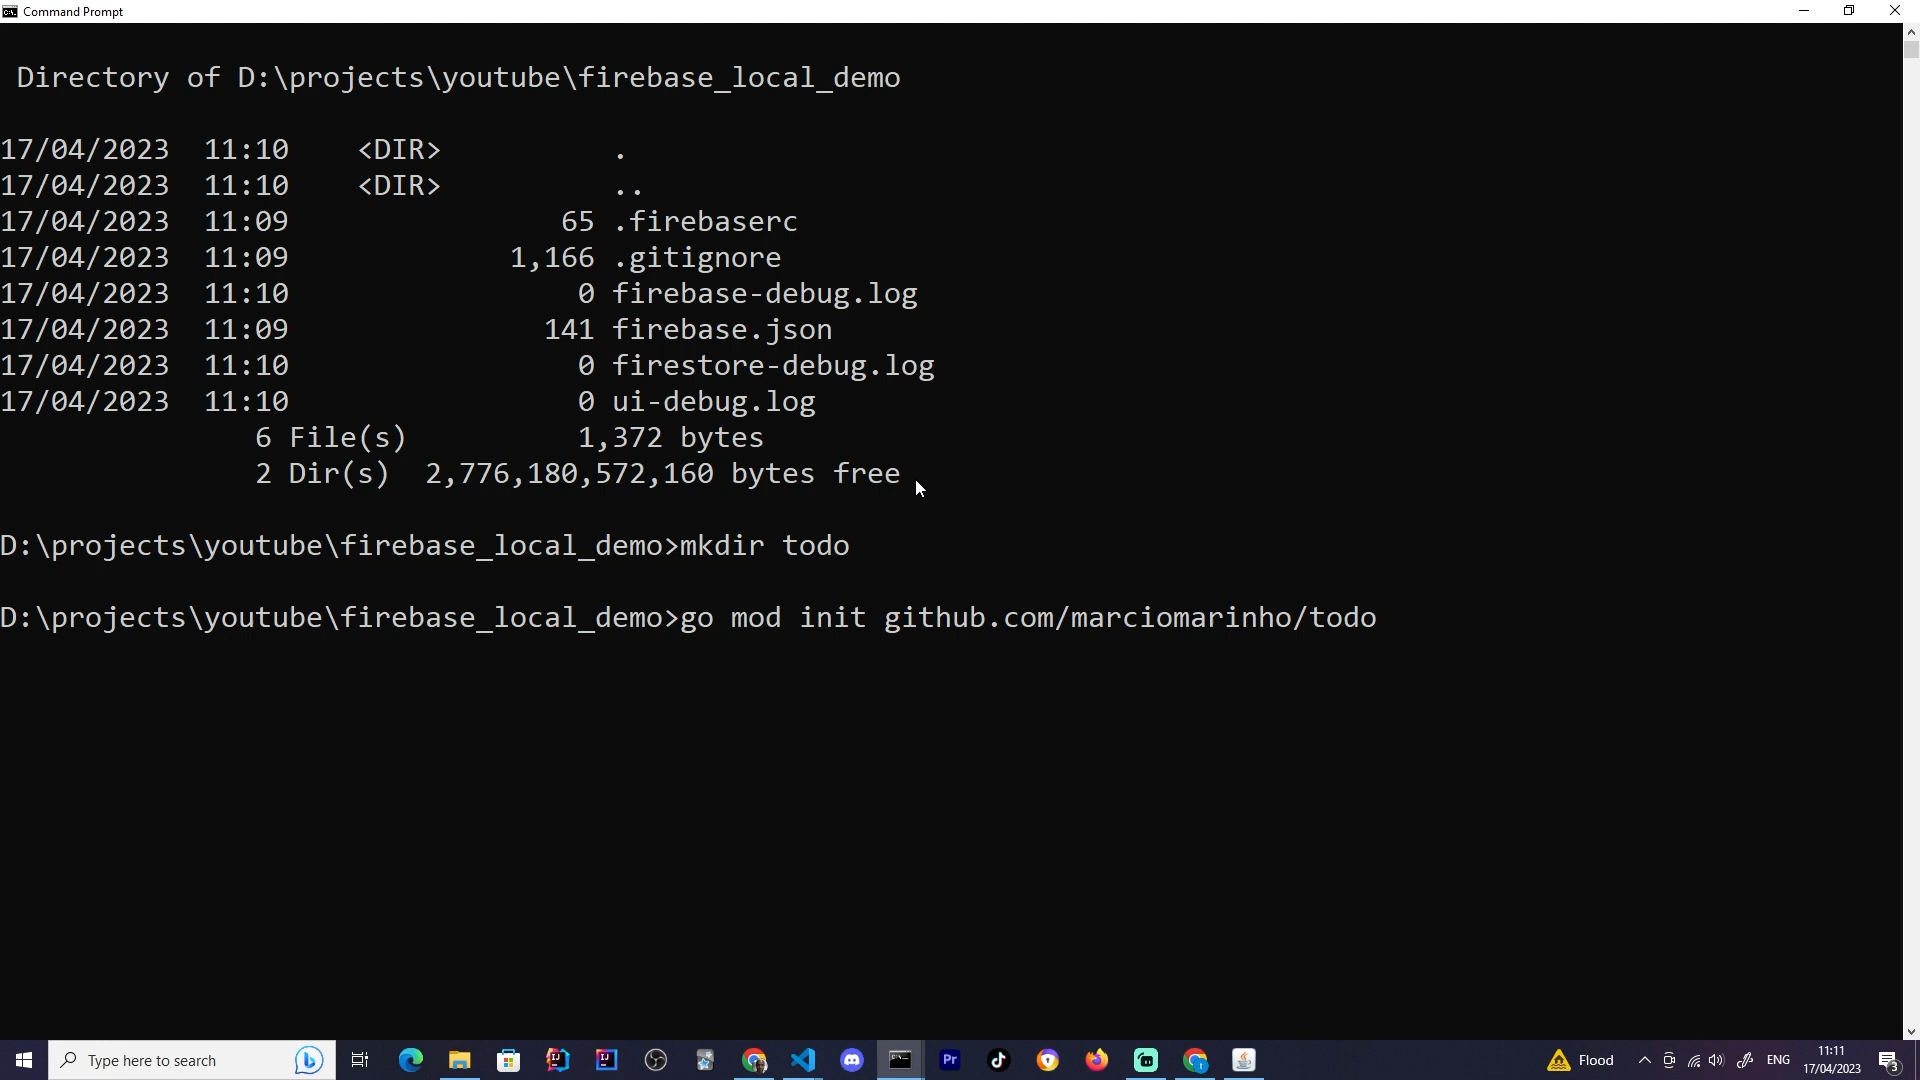 Command Prompt
Directory of D:\projects\youtube\firebase_local_demo
17/04/2023  11:10    <DIR>          .
17/04/2023  11:10    <DIR>          ..
17/04/2023  11:09                65 .firebaserc
17/04/2023  11:09             1,166 .gitignore
17/04/2023  11:10                 0 firebase-debug.log
17/04/2023  11:09               141 firebase.json
17/04/2023  11:10                 0 firestore-debug.log
17/04/2023  11:10                 0 ui-debug.log
6 File(s)          1,372 bytes
2 Dir(s)  2,776,180,572,160 bytes free
D:\projects\youtube\firebase_local_demo>mkdir todo
D:\projects\youtube\firebase_local_demo>go mod init github.com/marciomarinho/todo
Type here to search
Pr
Flood
ENG
11:11
17/04/2023
3